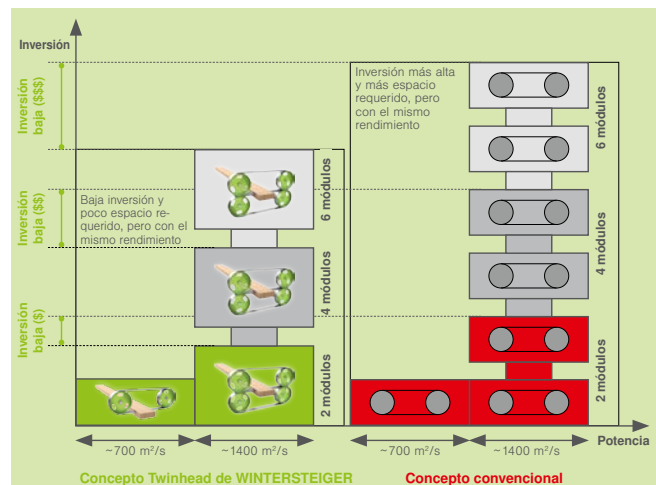 Inversión
Inversión
baja ($$$)
Inversión
baja ($$)
Inversión
baja ($)
Baja inversión y
poco espacio re-
querido, pero con el
mismo rendimiento
6 módulos
4 módulos
2 módulos
Inversión más alta
y más espacio
requerido, pero
con el mismo
rendimiento
6 módulos
4 módulos
2 módulos
Potencia
~700 m²/s
~1400 m²/s
~700 m²/s
~1400 m²/s
Concepto Twinhead de WINTERSTEIGER
Concepto convencional